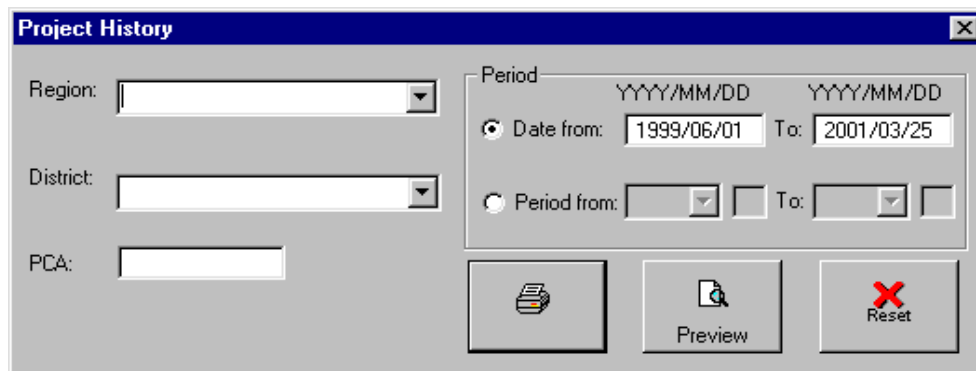 Project History
Region:
District:
PCA:
Period
YYYY/MM/DD YYYY/MM/DD
Date from: 1999/06/01 To: 2001/03/25
Period from: To:
Preview
Reset